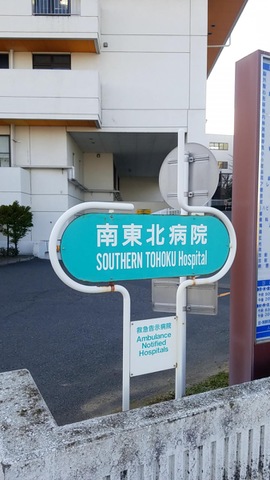 南東北病院
SOUTHERN TOHOKU Hospital
救急告示病院
Ambulance
Notified
Hospitals